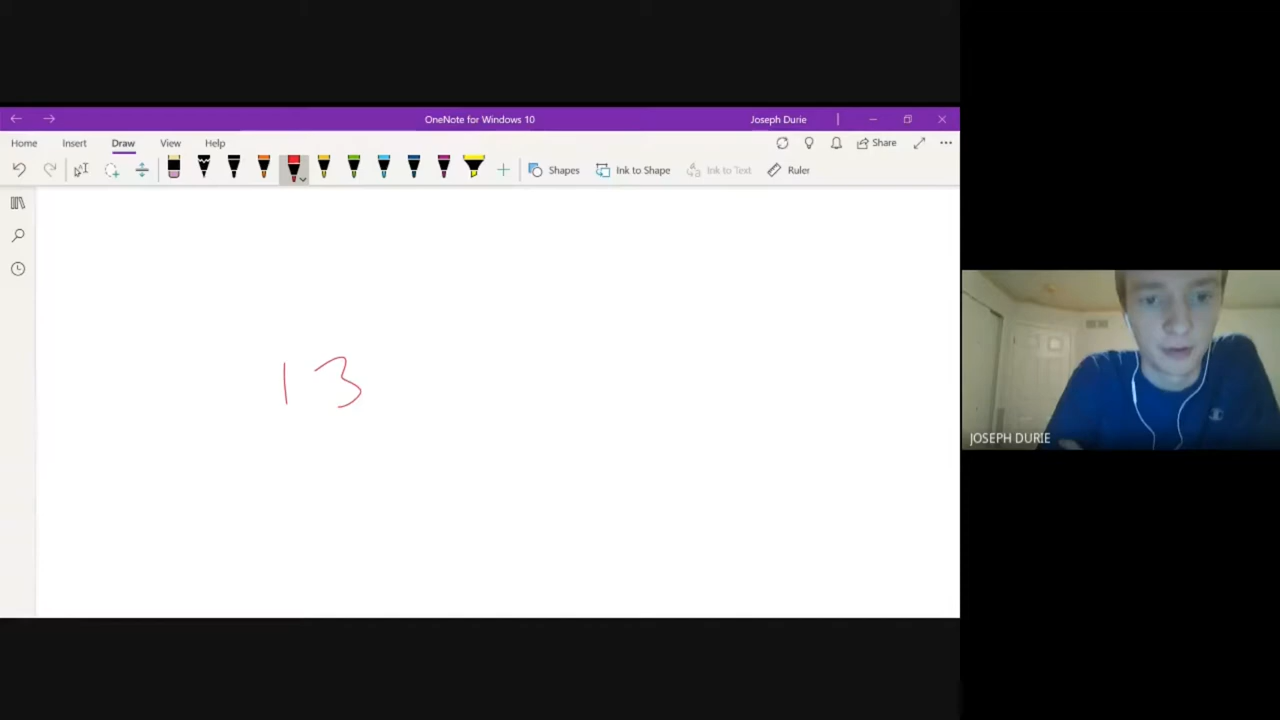 OneNote for Windows 10
Joseph Durie
Home Insert Draw View Help
Share
Shapes Ink to Shape Ink to Text Ruler
13
JOSEPH DURIE